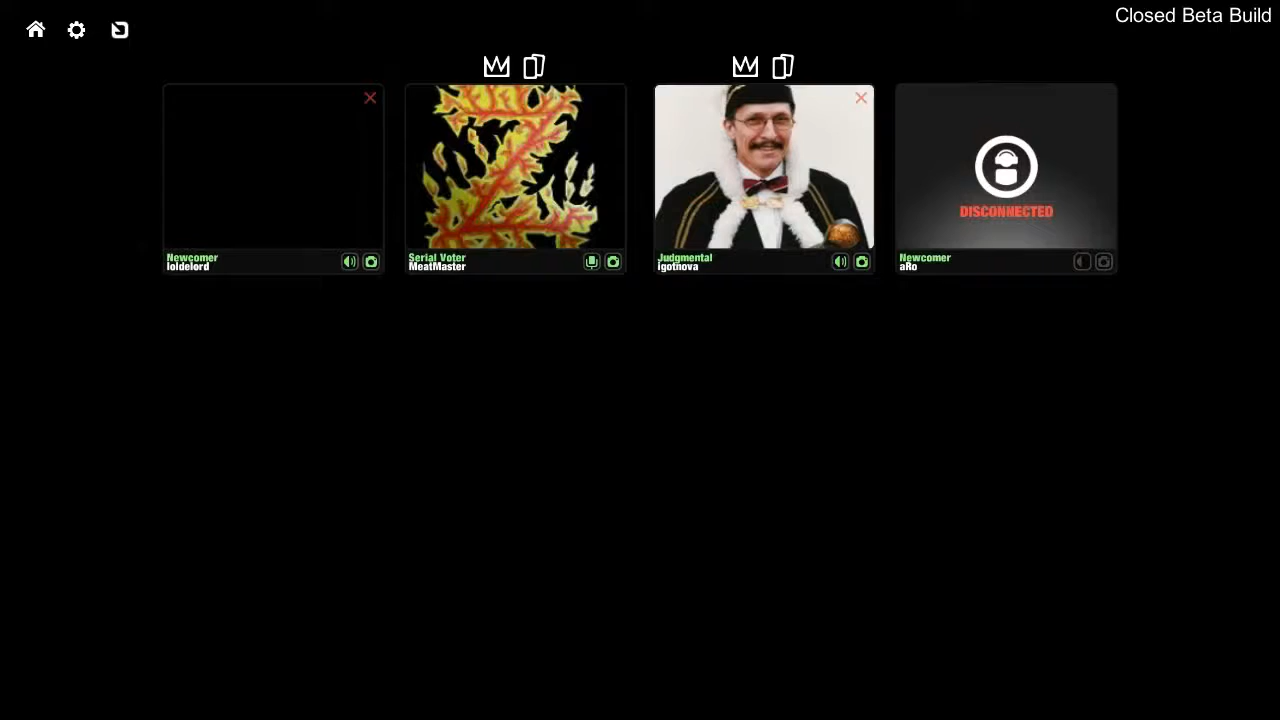 Closed Beta Build
Newcomer
loldelord
Serial Voter
MeatMaster
Judgmental
igotnova
DISCONNECTED
Newcomer
aRo